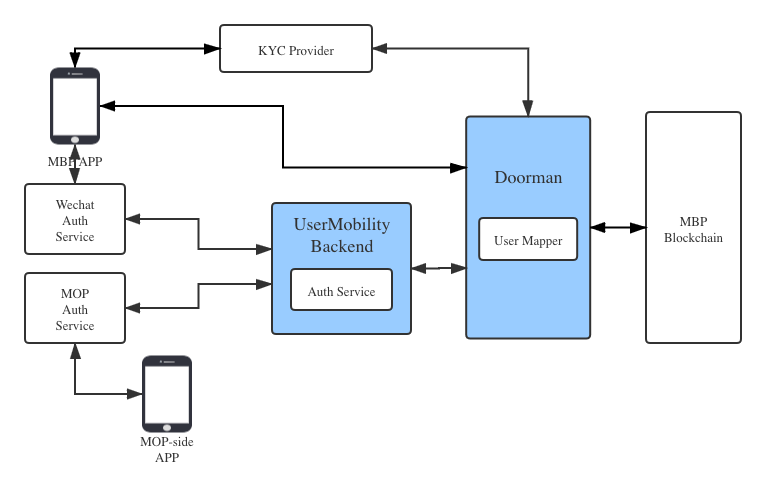 KYC Provider
MBP APP
Wechat
Auth
Service
MOP
Auth
Service
MOP-side
APP
UserMobility
Backend
Auth Service
Doorman
User Mapper
MBP
Blockchain